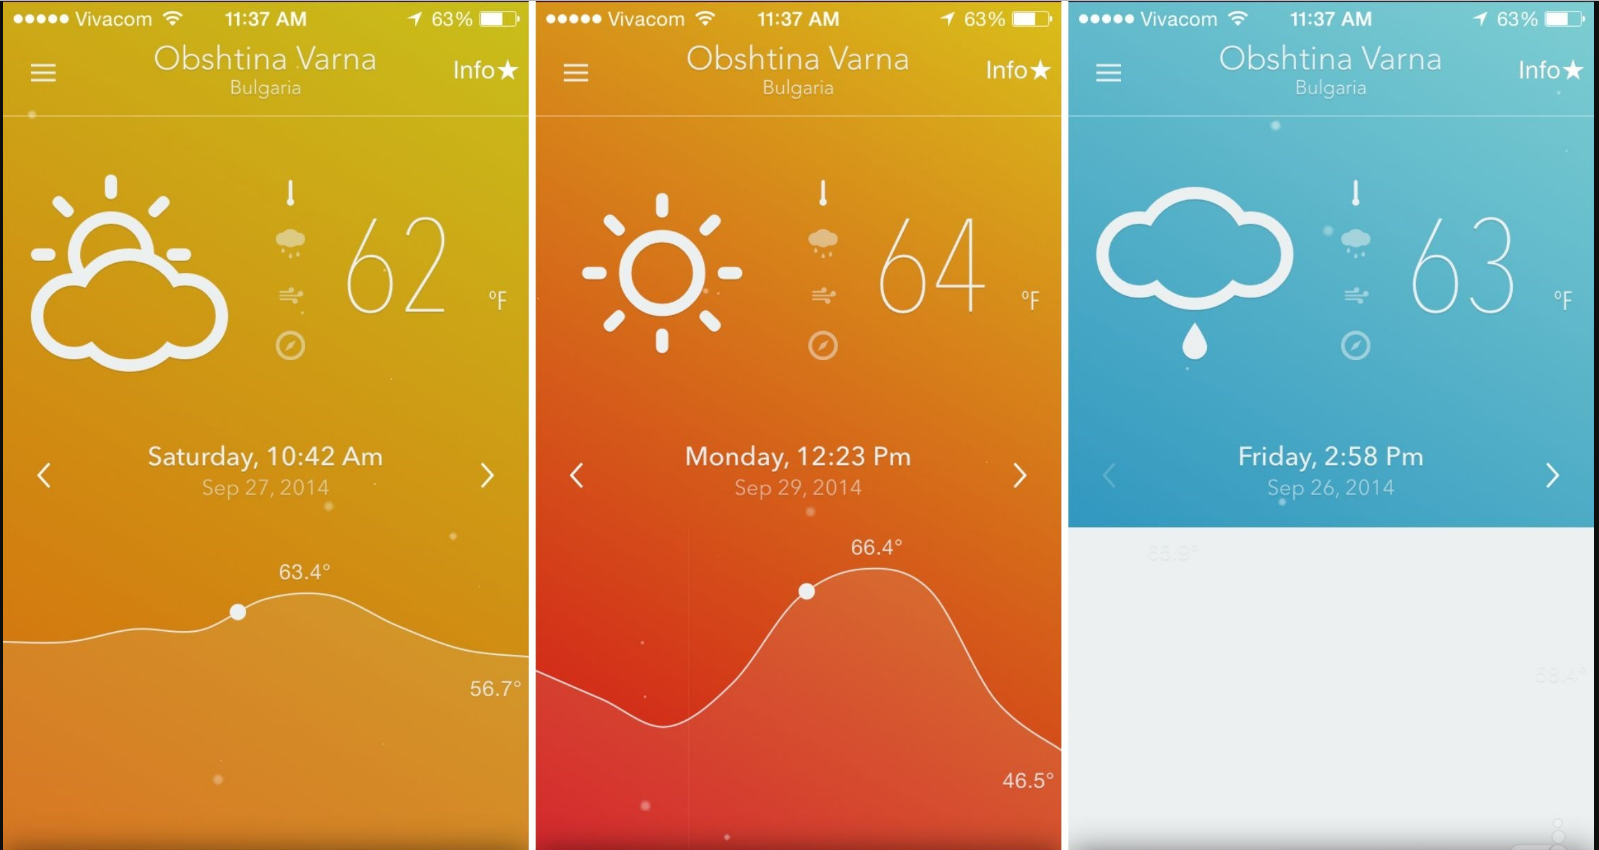 Vivacom 11:37 AM 63%
Obshtina Varna
Bulgaria
Info★
62 °F
Saturday, 10:42 Am
Sep 27, 2014
63.4°
56.7°
Vivacom 11:37 AM 63%
Obshtina Varna
Bulgaria
Info★
64 °F
Monday, 12:23 Pm
Sep 29, 2014
66.4°
46.5°
Vivacom 11:37 AM 63%
Obshtina Varna
Bulgaria
Info★
63 °F
Friday, 2:58 Pm
Sep 26, 2014